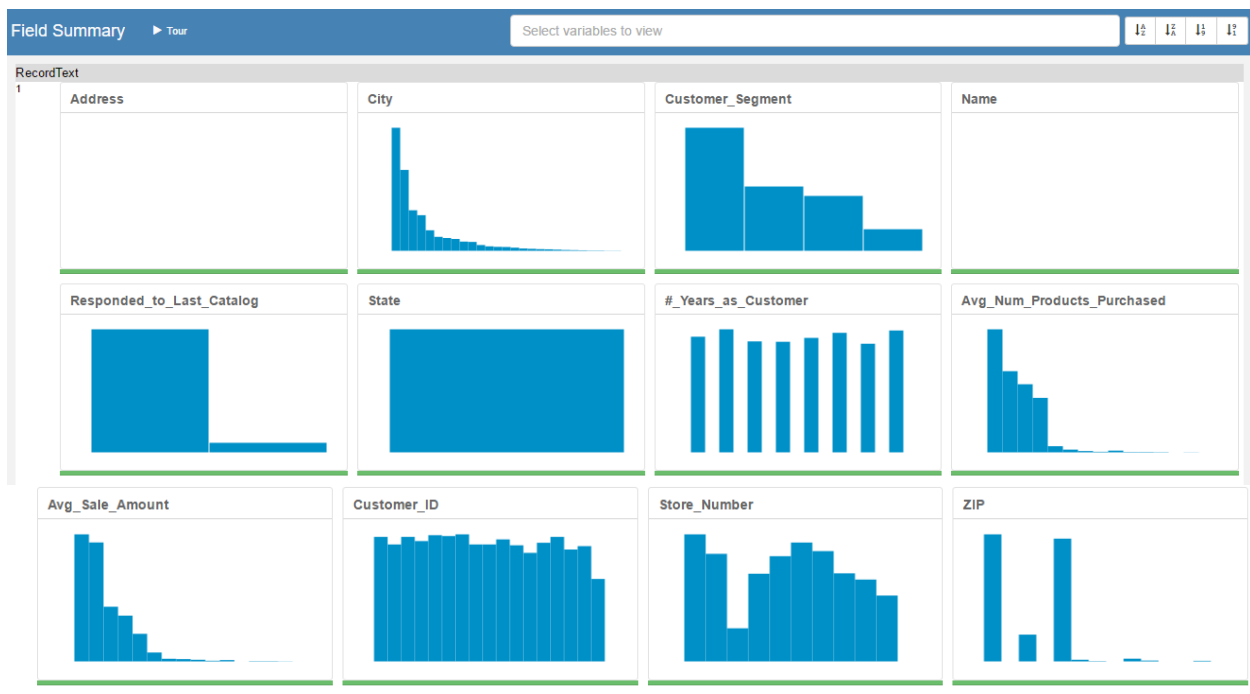 Field Summary ▶ Tour Select variables to view
RecordText
1
Address City Customer_Segment Name
Responded_to_Last_Catalog State #_Years_as_Customer Avg_Num_Products_Purchased
Avg_Sale_Amount Customer_ID Store_Number ZIP